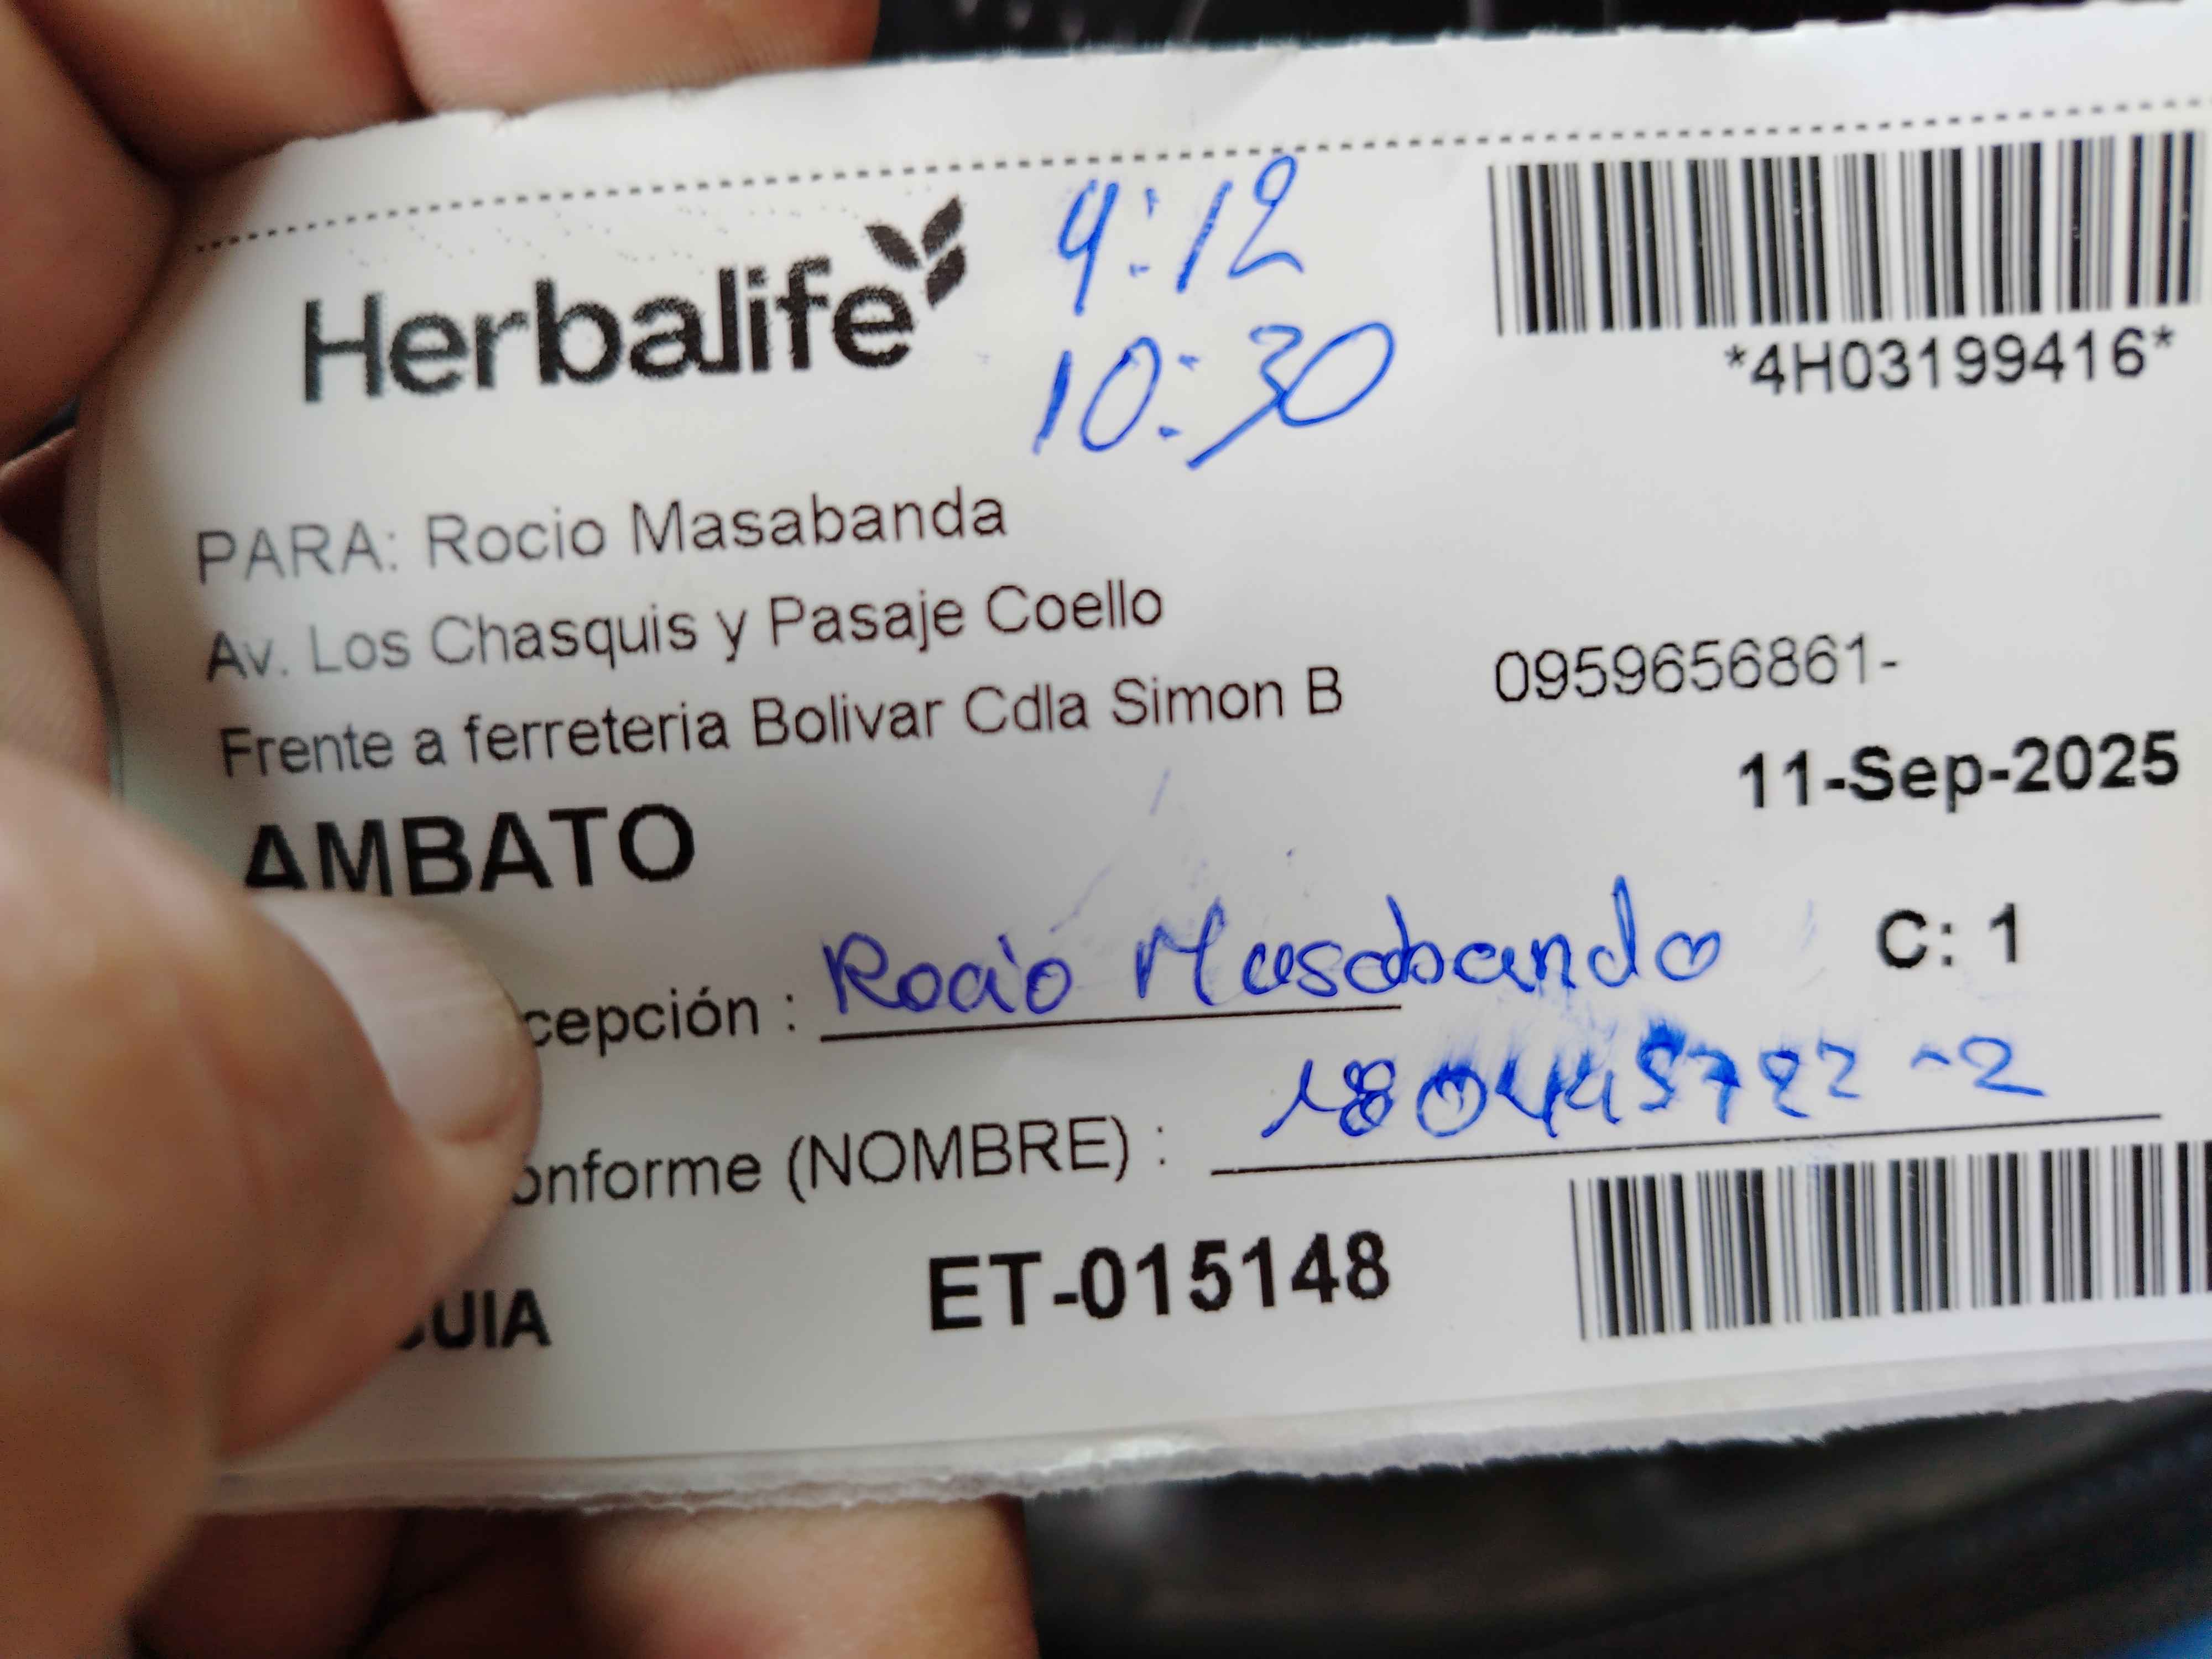 Herbalife
9:12
10:30
*4H03199416*
PARA: Rocio Masabanda
Av. Los Chasquis y Pasaje Coello
Frente a ferreteria Bolivar Cdla Simon B
0959656861-
11-Sep-2025
AMBATO
cepción : Rocio Masabanda
C: 1
onforme (NOMBRE) :
UIA
ET-015148